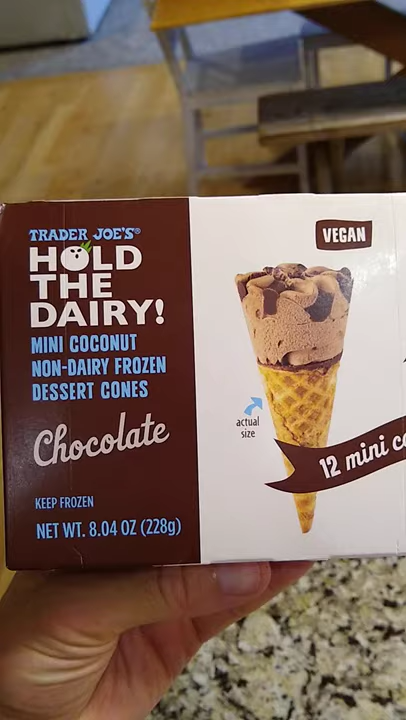 TRADER JOE'S®
HOLD
THE
DAIRY!
MINI COCONUT
NON-DAIRY FROZEN
DESSERT CONES
Chocolate
KEEP FROZEN
NET WT. 8.04 OZ (228g)
VEGAN
actual
size
12 mini